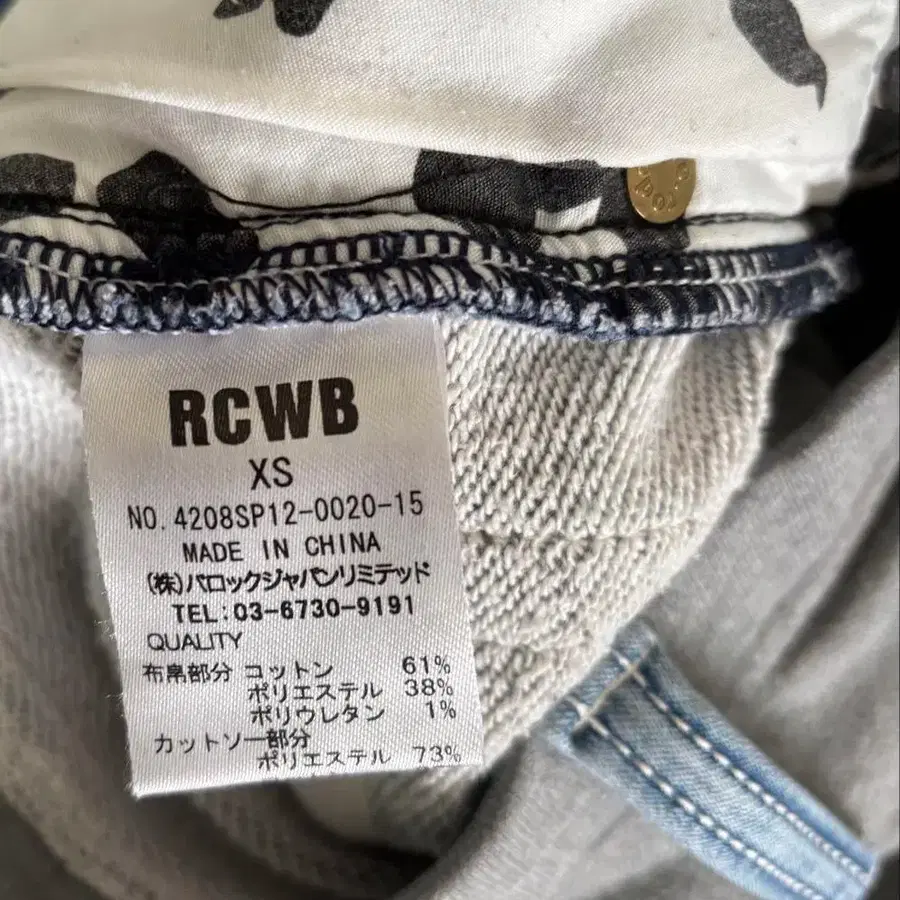 RCWB
XS
NO.4208SP12-0020-15
MADE IN CHINA
(株)バロックジャパンリミテッド
TEL:03-6730-9191
QUALITY
布帛部分 コットン 61%
ポリエステル 38%
ポリウレタン 1%
カットソー部分
ポリエステル 73%